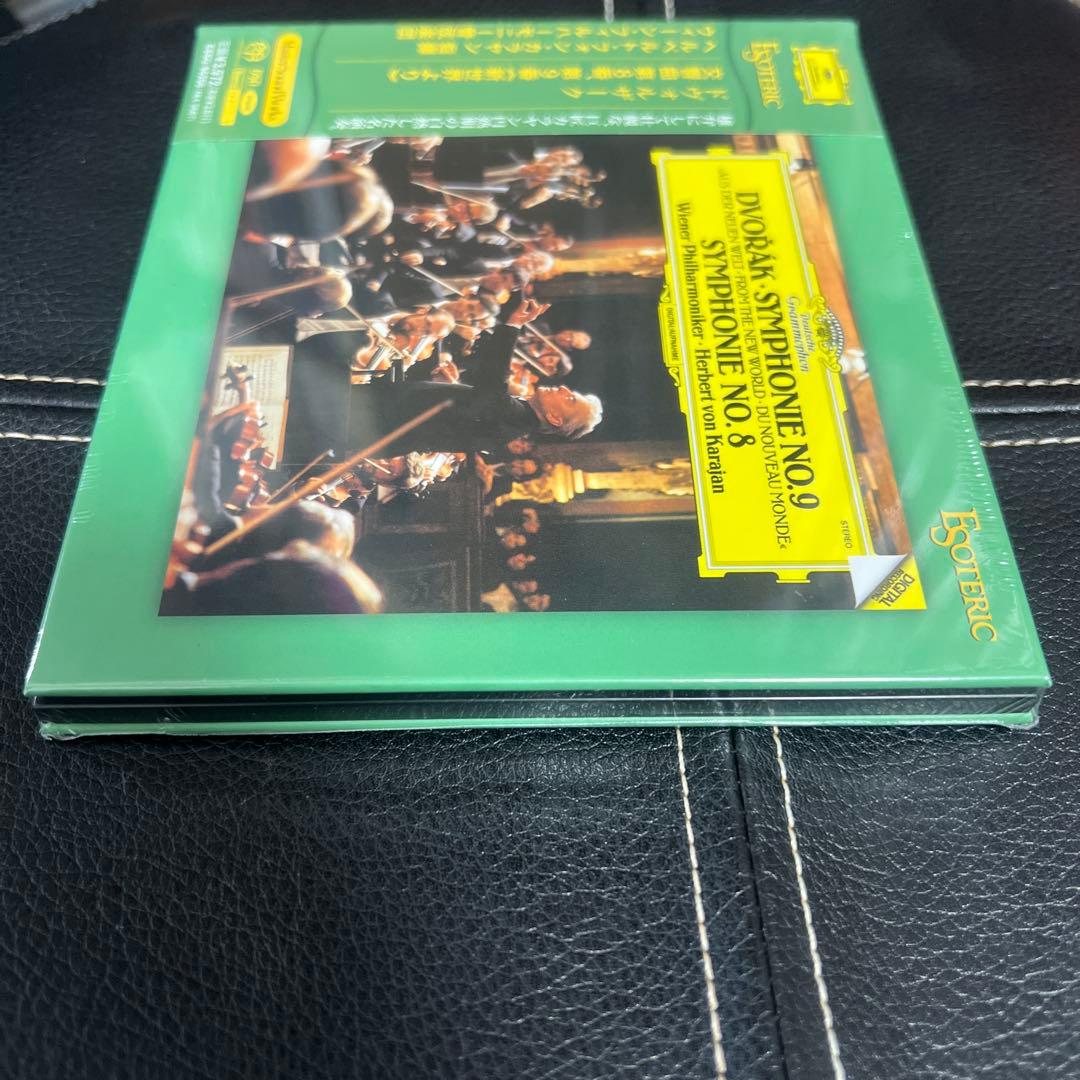 ESOTERIC
ドヴォルザーク
交響曲 第8番、第9番《新世界より》
ヘルベルト・フォン・カラヤン 指揮
ウィーン・フィルハーモニー管弦楽団
Deutsche
Grammophon
DVOŘÁK·SYMPHONIE NO.9
»AUS DER NEUEN WELT·FROM THE NEW WORLD·DU NOUVEAU MONDE«
SYMPHONIE NO. 8
Wiener Philharmoniker · Herbert von Karajan
DIGITAL-AUFNAHME
STEREO
DIGITAL
RECORDING
ESOTERIC